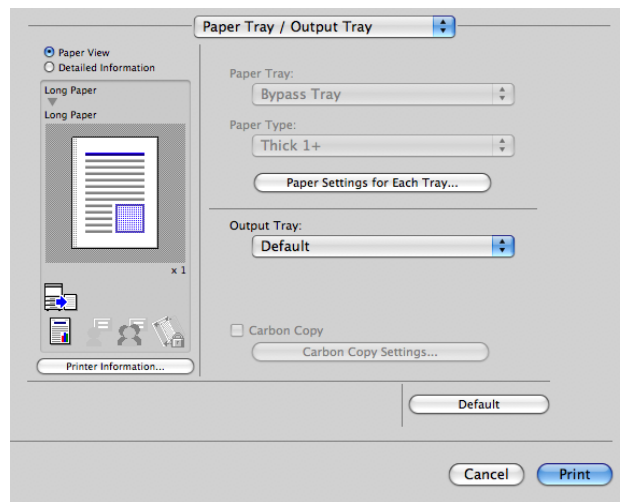 Paper Tray / Output Tray
Paper View
Detailed Information
Long Paper
Long Paper
x 1
Printer Information...
Paper Tray:
Bypass Tray
Paper Type:
Thick 1+
Paper Settings for Each Tray...
Output Tray:
Default
Carbon Copy
Carbon Copy Settings...
Default
Cancel
Print